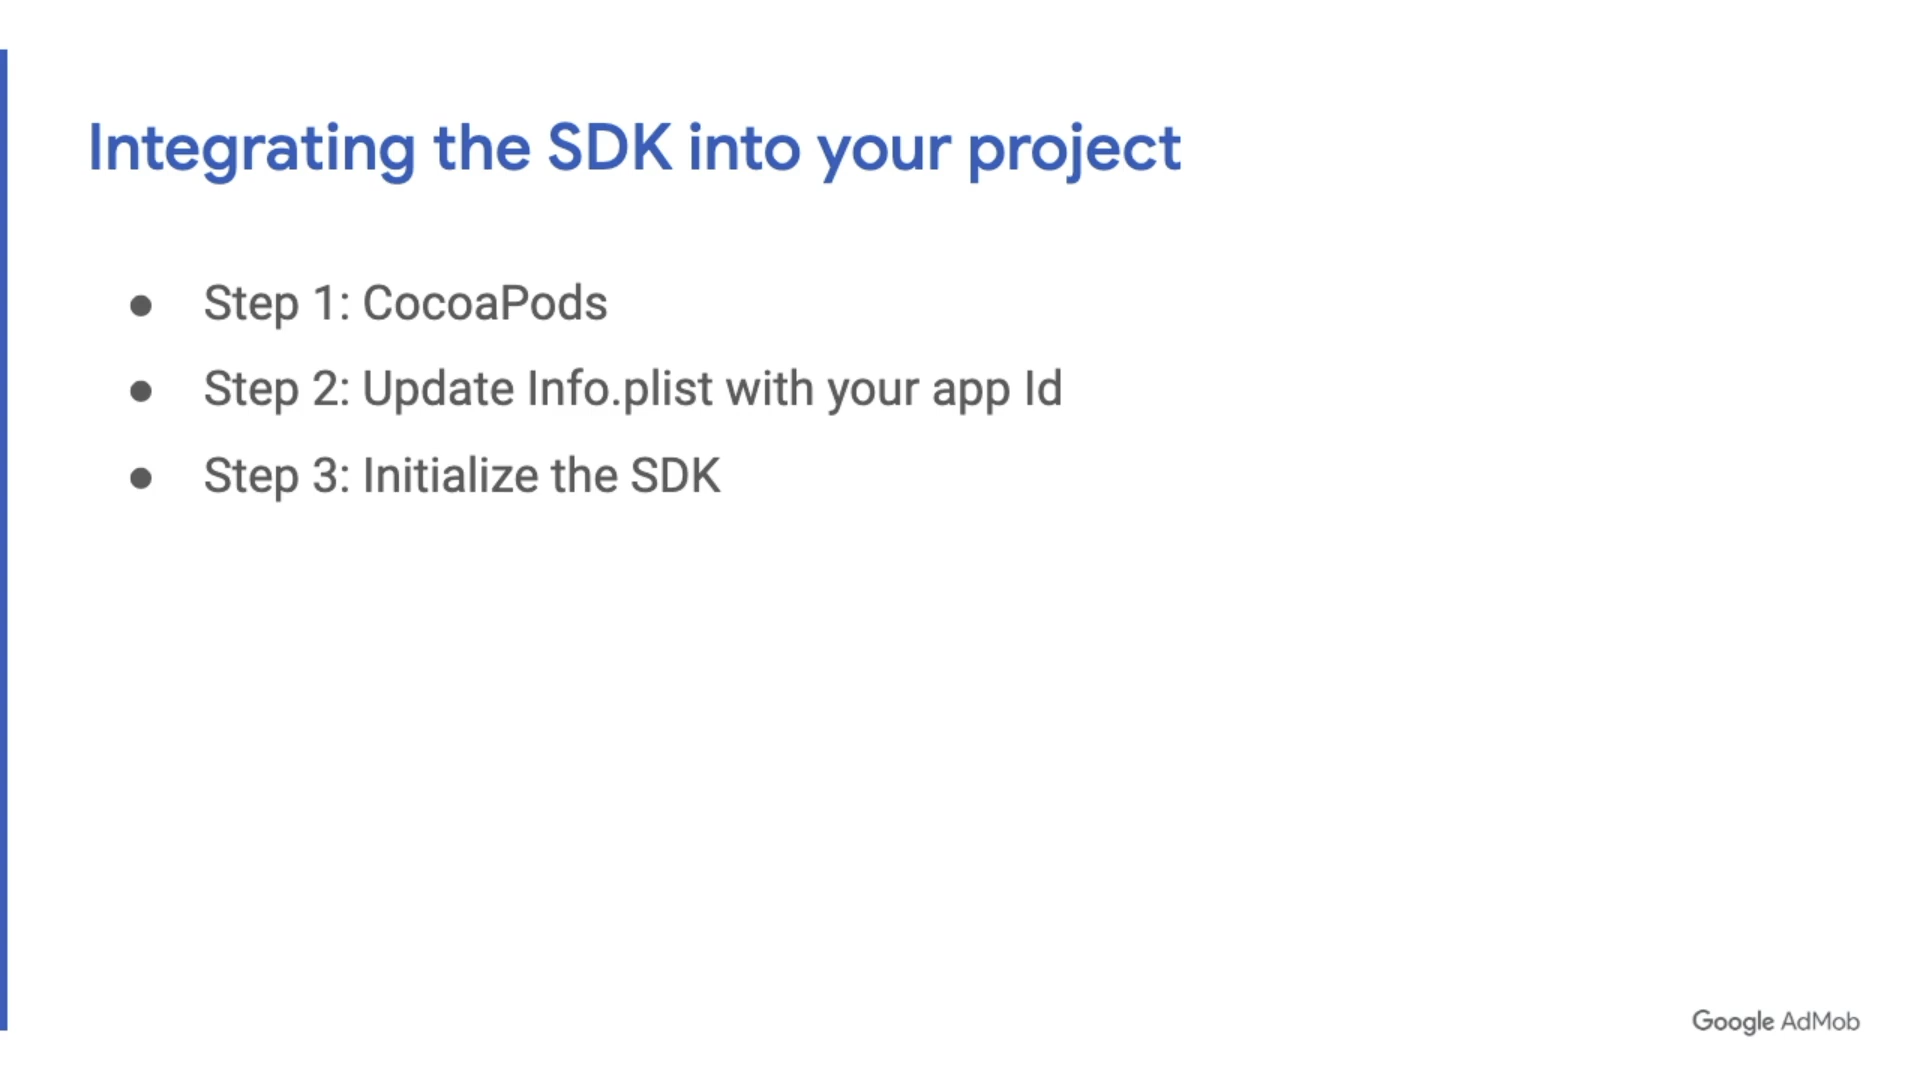 Integrating the SDK into your project
● Step 1: CocoaPods
● Step 2: Update Info.plist with your app Id
● Step 3: Initialize the SDK
Google AdMob